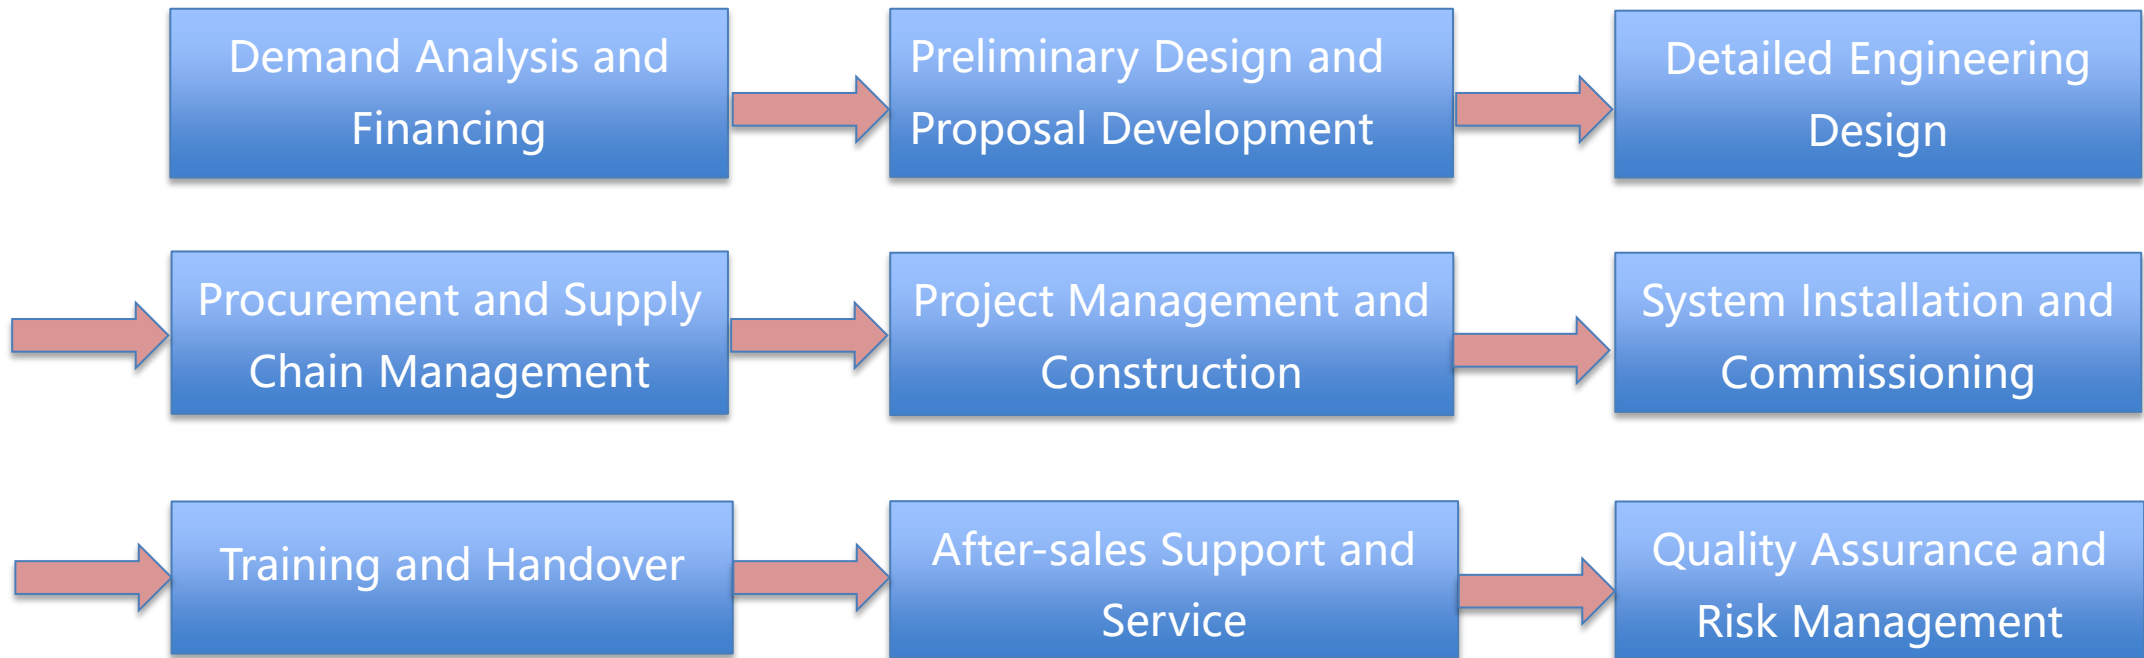 Demand Analysis and
Financing
Preliminary Design and
Proposal Development
Detailed Engineering
Design
Procurement and Supply
Chain Management
Project Management and
Construction
System Installation and
Commissioning
Training and Handover
After-sales Support and
Service
Quality Assurance and
Risk Management